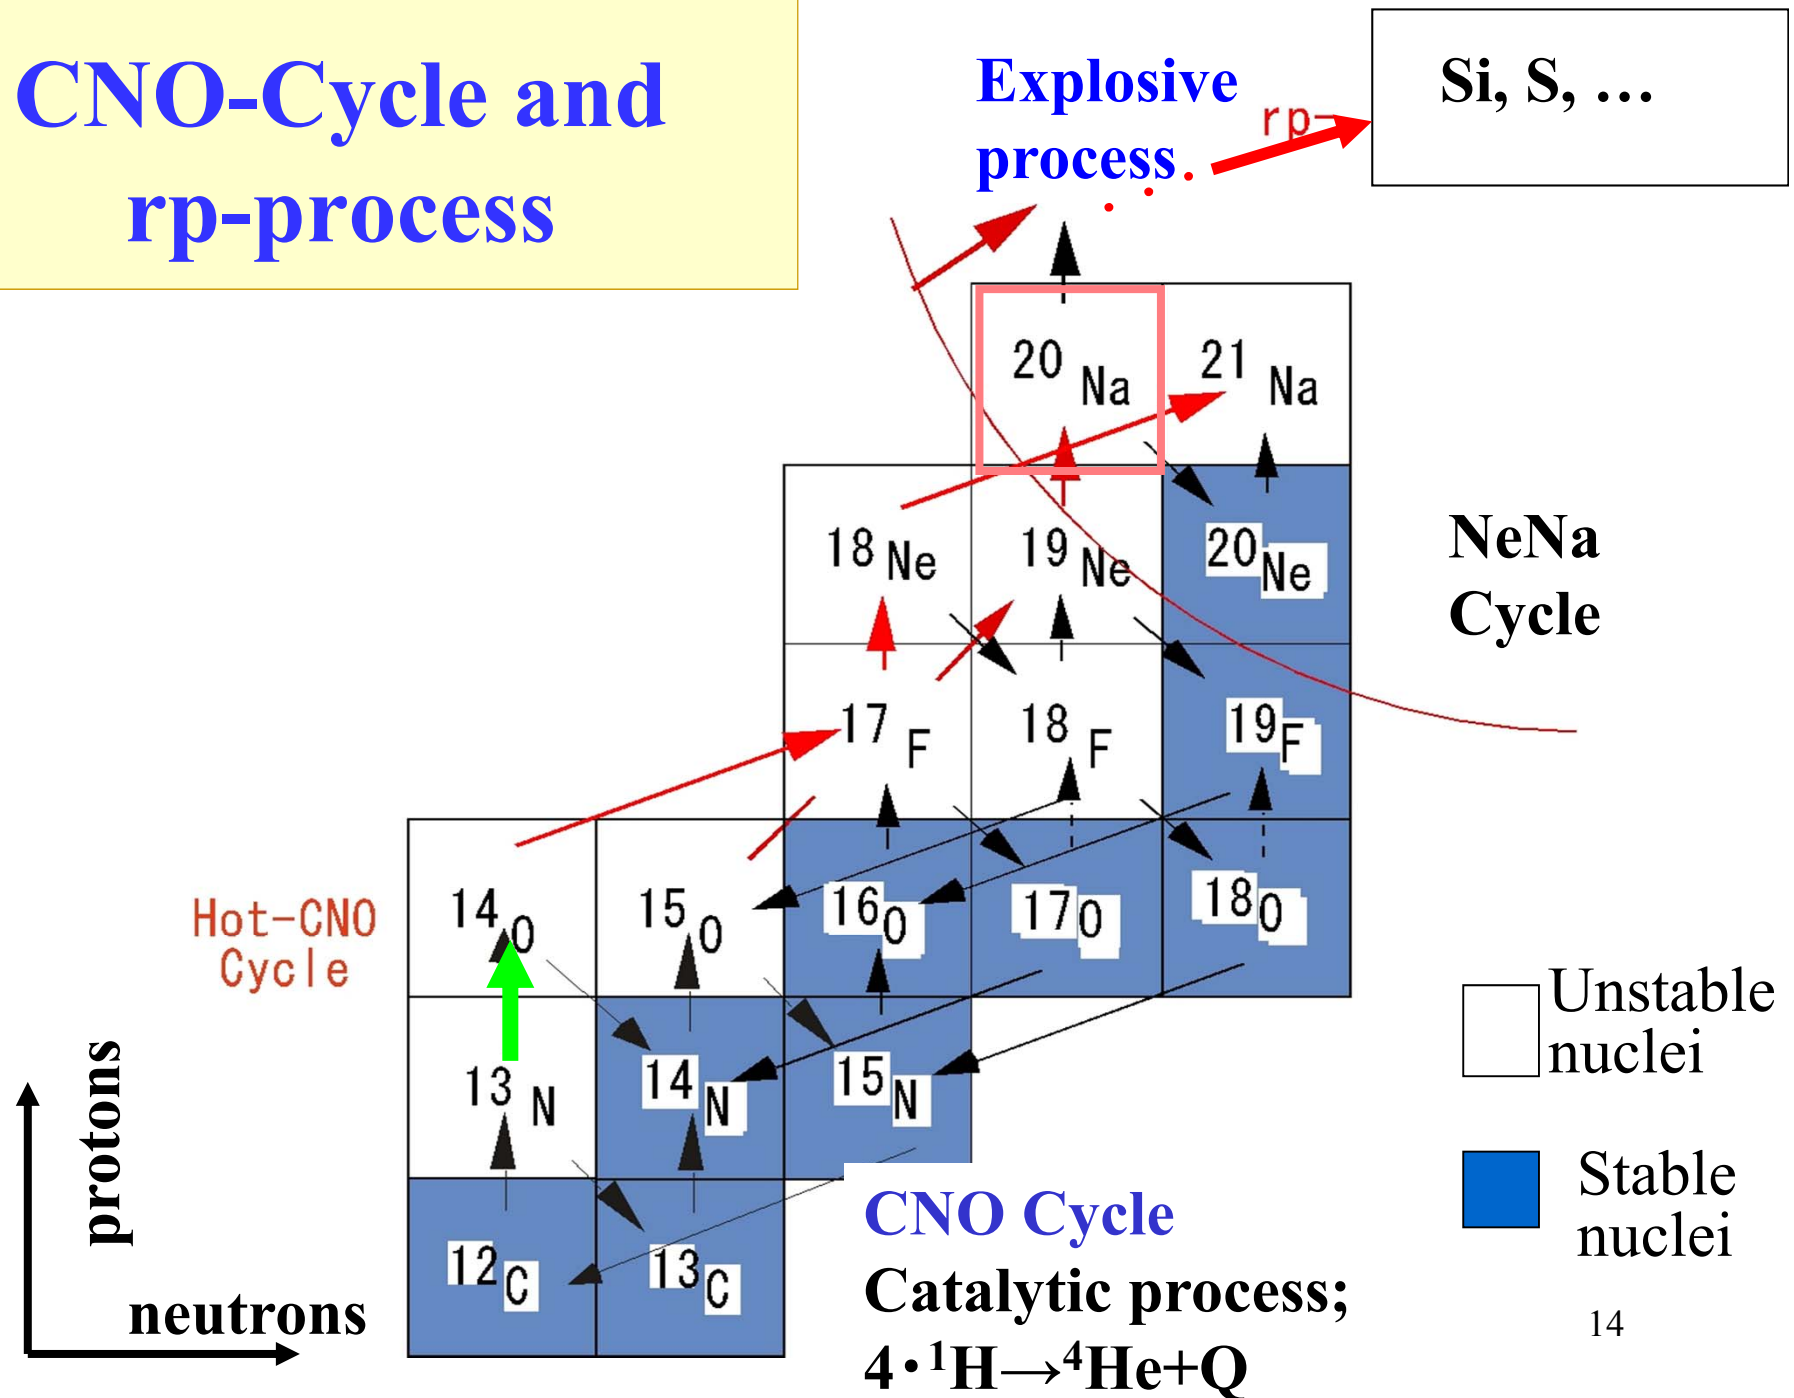 CNO-Cycle and
rp-process
Explosive
process
rp-
Si, S, …
20 Na
21 Na
18 Ne
19 Ne
20 Ne
NeNa
Cycle
17 F
18 F
19 F
Hot-CNO
Cycle
14 O
15 O
16 O
17 O
18 O
13 N
14 N
15 N
12 C
13 C
Unstable
nuclei
Stable
nuclei
protons
neutrons
CNO Cycle
Catalytic process;
4・¹H→⁴He+Q
14